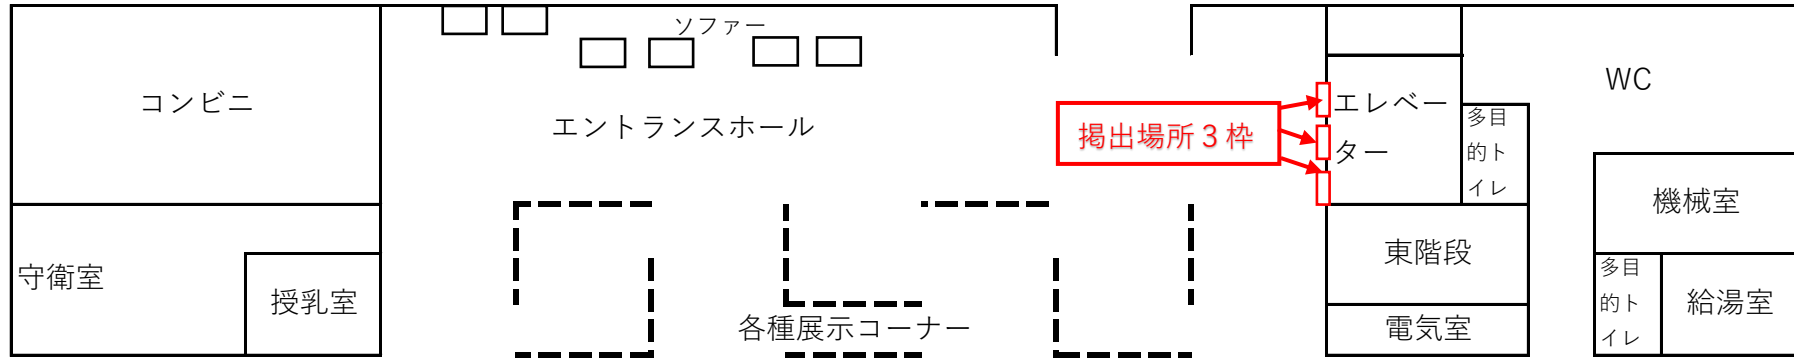 ソファー
コンビニ
エントランスホール
掲出場所３枠
エレベー
ター
WC
多目
的ト
イレ
守衛室
授乳室
各種展示コーナー
東階段
電気室
機械室
多目
的ト
イレ
給湯室